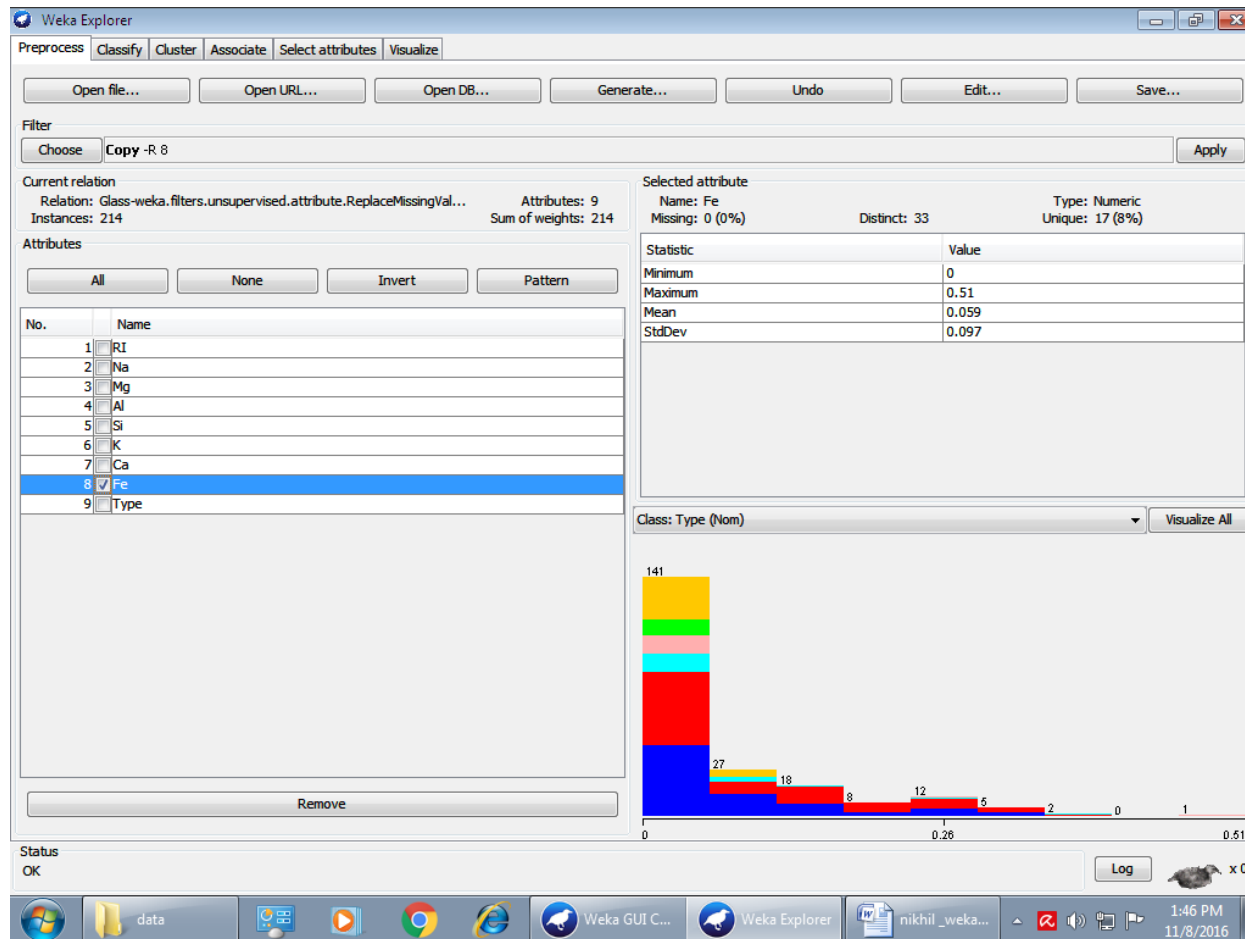 Weka Explorer
Preprocess Classify Cluster Associate Select attributes Visualize
Open file... Open URL... Open DB... Generate... Undo Edit... Save...
Filter
Choose Copy -R 8 Apply
Current relation
Relation: Glass-weka.filters.unsupervised.attribute.ReplaceMissingVal... Attributes: 9
Instances: 214 Sum of weights: 214
Attributes
All None Invert Pattern
No. Name
1 RI
2 Na
3 Mg
4 Al
5 Si
6 K
7 Ca
8 Fe
9 Type
Remove
Selected attribute
Name: Fe Type: Numeric
Missing: 0 (0%) Distinct: 33 Unique: 17 (8%)
Statistic Value
Minimum 0
Maximum 0.51
Mean 0.059
StdDev 0.097
Class: Type (Nom) Visualize All
141
27
18
8
12
5
2
0
1
0 0.26 0.51
Status
OK
Log x 0
data Weka GUI C... Weka Explorer nikhil _weka... 1:46 PM
11/8/2016